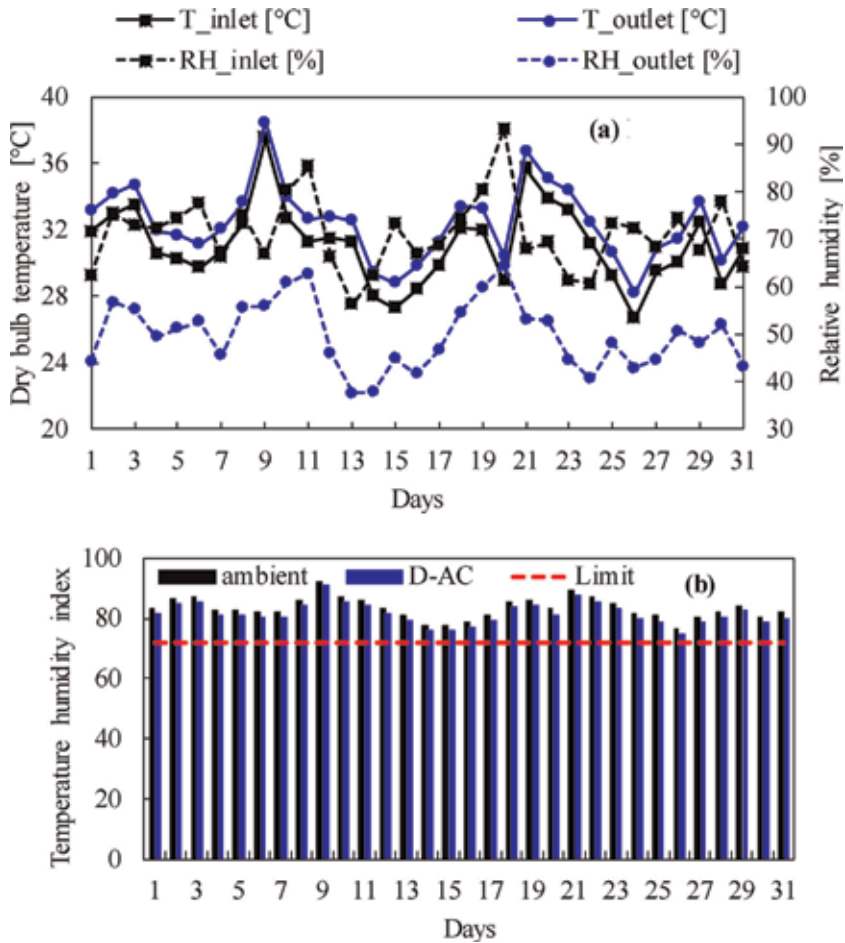 T_inlet [°C] T_outlet [°C]
RH_inlet [%] RH_outlet [%]
Dry bulb temperature [°C]
40
36
32
28
24
20
(a)
100
90
80
70
60
50
40
30
Relative humidity [%]
1 3 5 7 9 11 13 15 17 19 21 23 25 27 29 31
Days
Temperature humidity index
100
80
60
40
20
0
ambient D-AC Limit (b)
1 3 5 7 9 11 13 15 17 19 21 23 25 27 29 31
Days